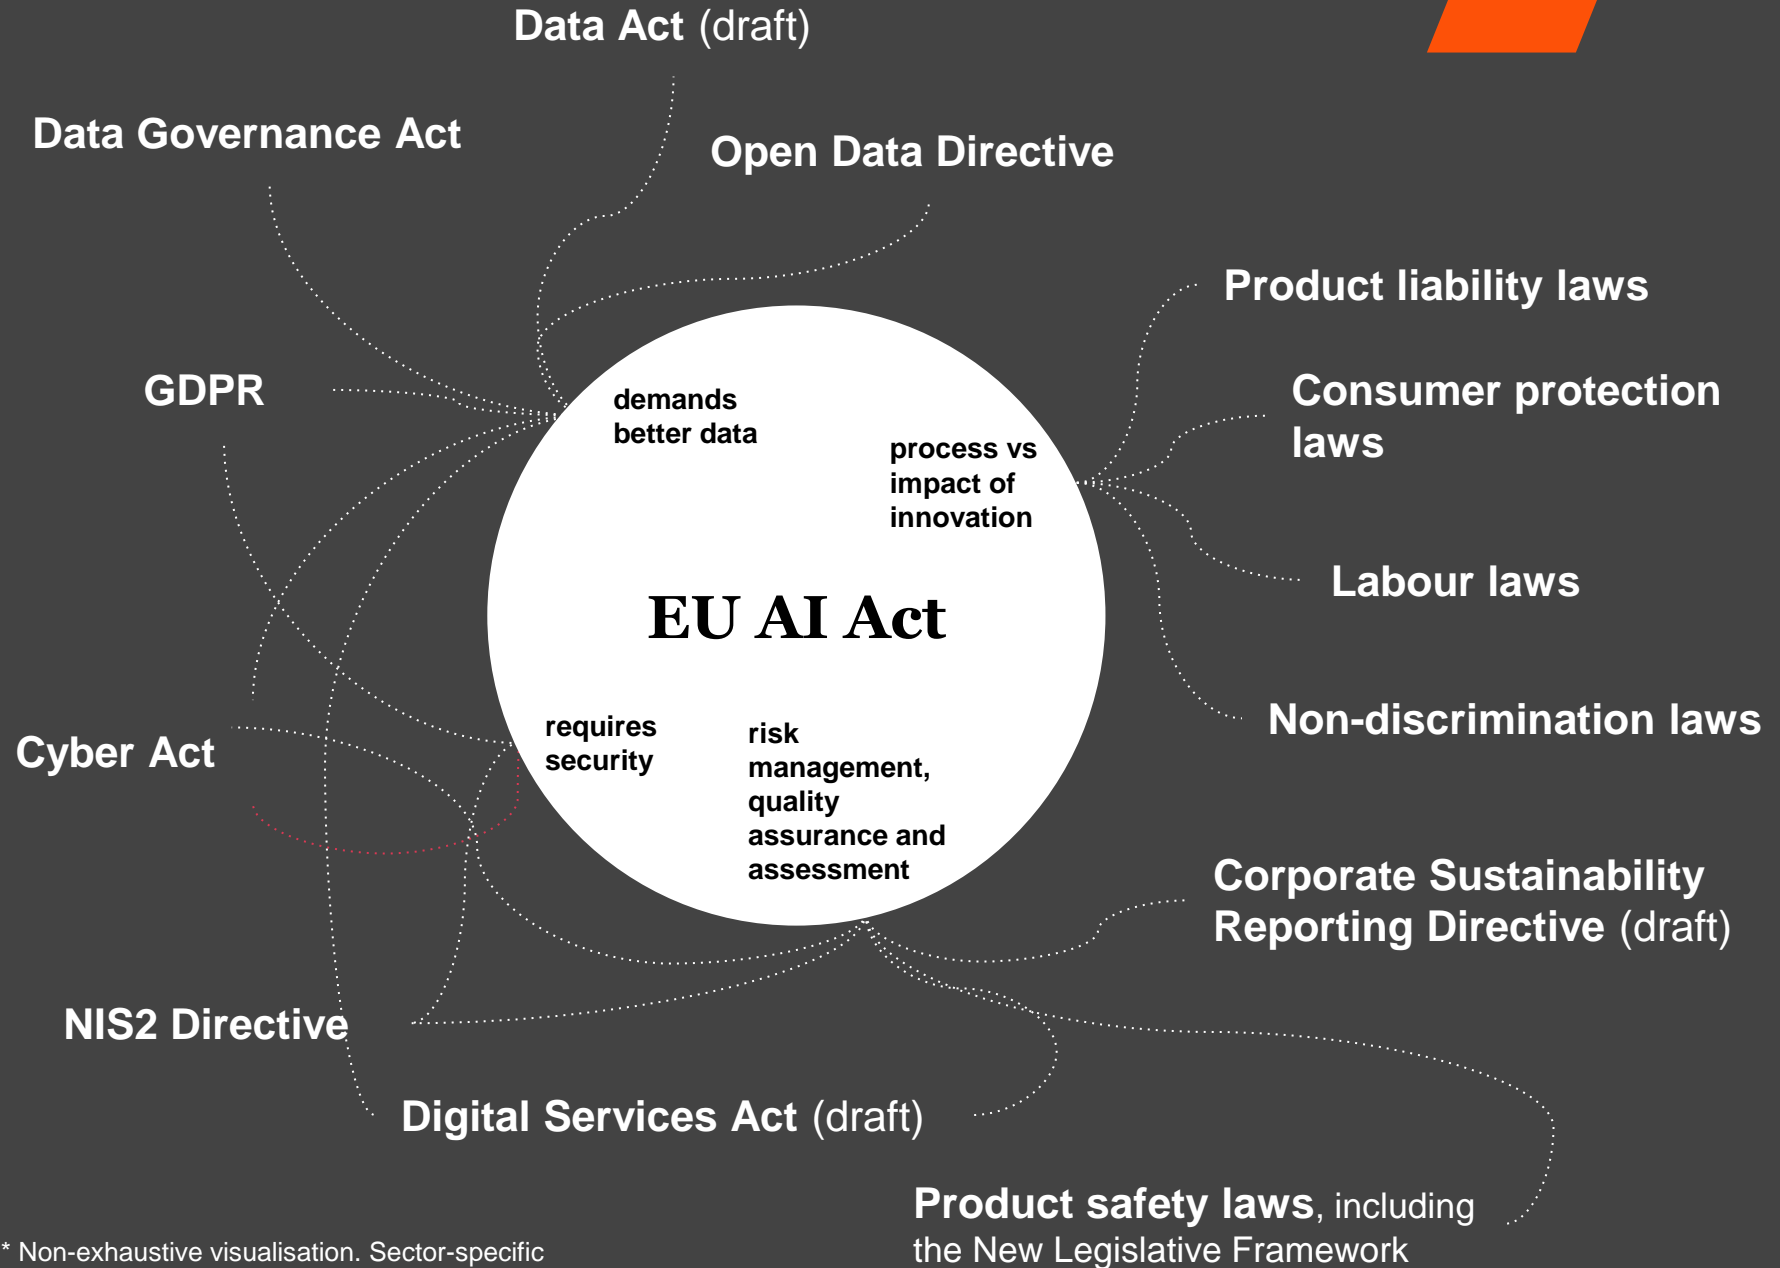 Data Act (draft)
Data Governance Act
Open Data Directive
Product liability laws
GDPR
Consumer protection
laws
demands
better data
process vs
impact of
innovation
Labour laws
EU AI Act
Non-discrimination laws
Cyber Act
requires
security
risk
management,
quality
assurance and
assessment
Corporate Sustainability
Reporting Directive (draft)
NIS2 Directive
Digital Services Act (draft)
Product safety laws, including
the New Legislative Framework
* Non-exhaustive visualisation. Sector-specific